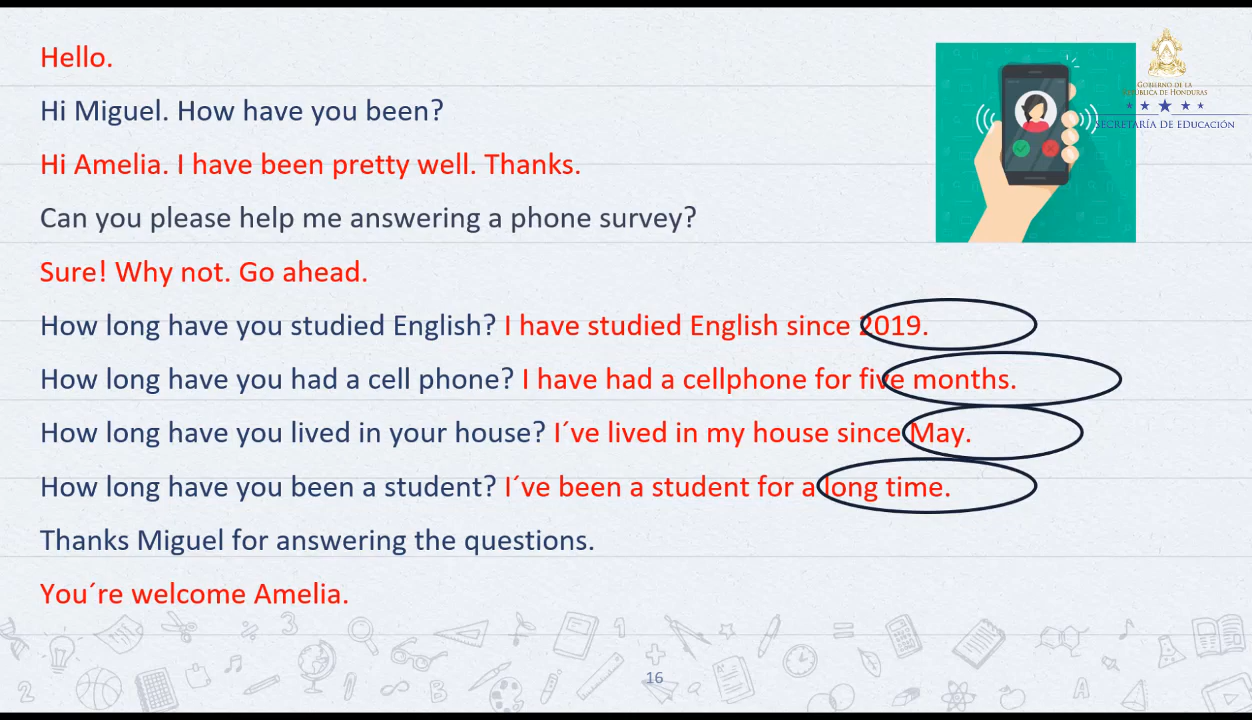 Hello.
GOBIERNO DE LA
REPÚBLICA DE HONDURAS
SECRETARÍA DE EDUCACIÓN
Hi Miguel. How have you been?
Hi Amelia. I have been pretty well. Thanks.
Can you please help me answering a phone survey?
Sure! Why not. Go ahead.
How long have you studied English? I have studied English since 2019.
How long have you had a cell phone? I have had a cellphone for five months.
How long have you lived in your house? I´ve lived in my house since May.
How long have you been a student? I´ve been a student for a long time.
Thanks Miguel for answering the questions.
You´re welcome Amelia.
16